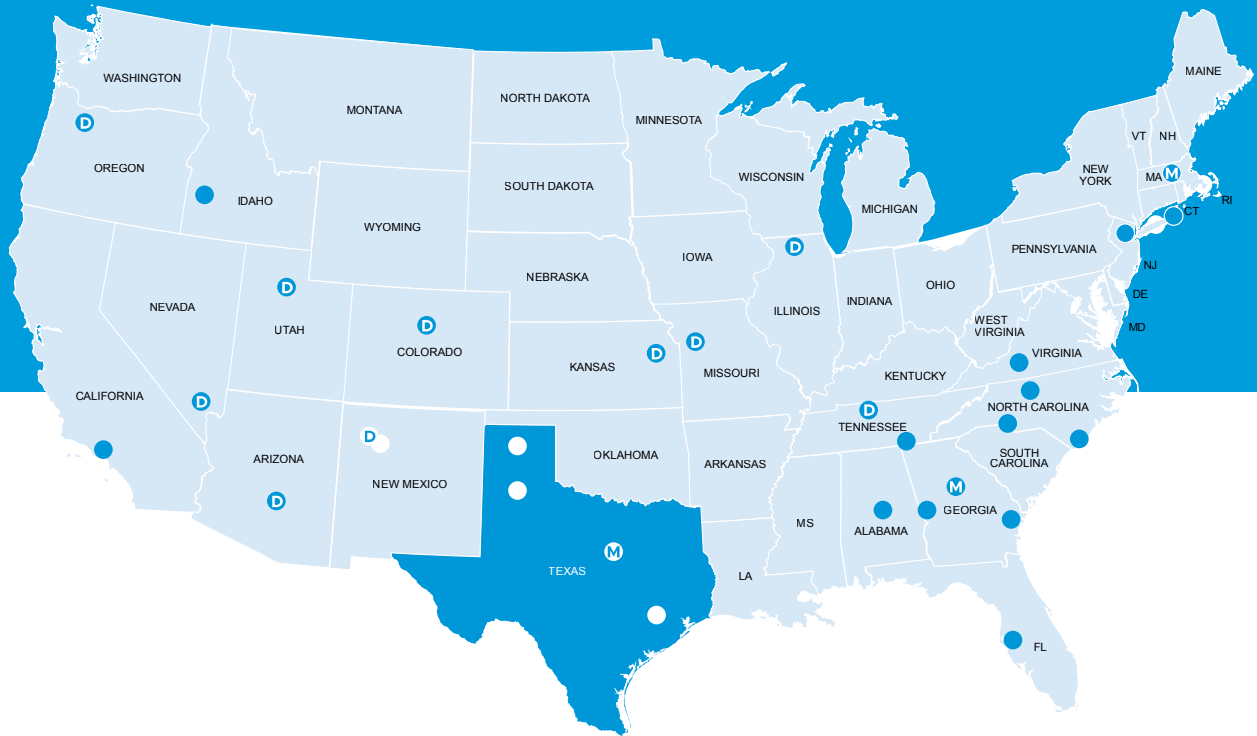 WASHINGTON
MONTANA
NORTH DAKOTA
MINNESOTA
MAINE
D
OREGON
IDAHO
SOUTH DAKOTA
WISCONSIN
MICHIGAN
VT
NH
NEW
YORK
MA
M
RI
CT
WYOMING
IOWA
D
PENNSYLVANIA
NJ
NEBRASKA
OHIO
DE
NEVADA
D
UTAH
D
COLORADO
ILLINOIS
INDIANA
WEST
VIRGINIA
MD
VIRGINIA
KANSAS
D
D
MISSOURI
KENTUCKY
CALIFORNIA
D
D
TENNESSEE
NORTH CAROLINA
ARIZONA
D
D
NEW MEXICO
OKLAHOMA
ARKANSAS
SOUTH
CAROLINA
M
GEORGIA
ALABAMA
MS
TEXAS
M
LA
FL